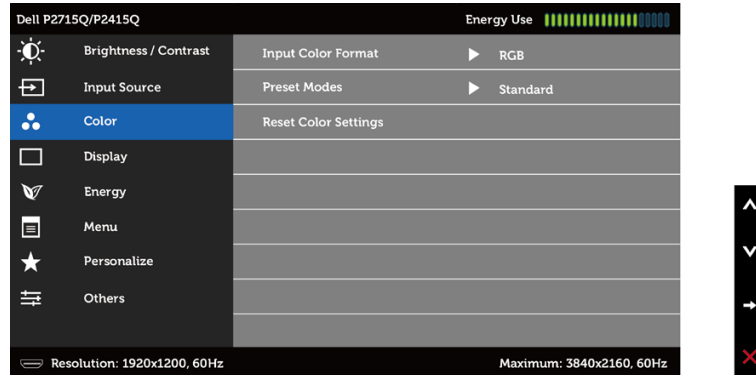 Dell P2715Q/P2415Q Energy Use
Brightness / Contrast Input Color Format RGB
Input Source Preset Modes Standard
Color Reset Color Settings
Display
Energy
Menu
Personalize
Others
Resolution: 1920x1200, 60Hz Maximum: 3840x2160, 60Hz